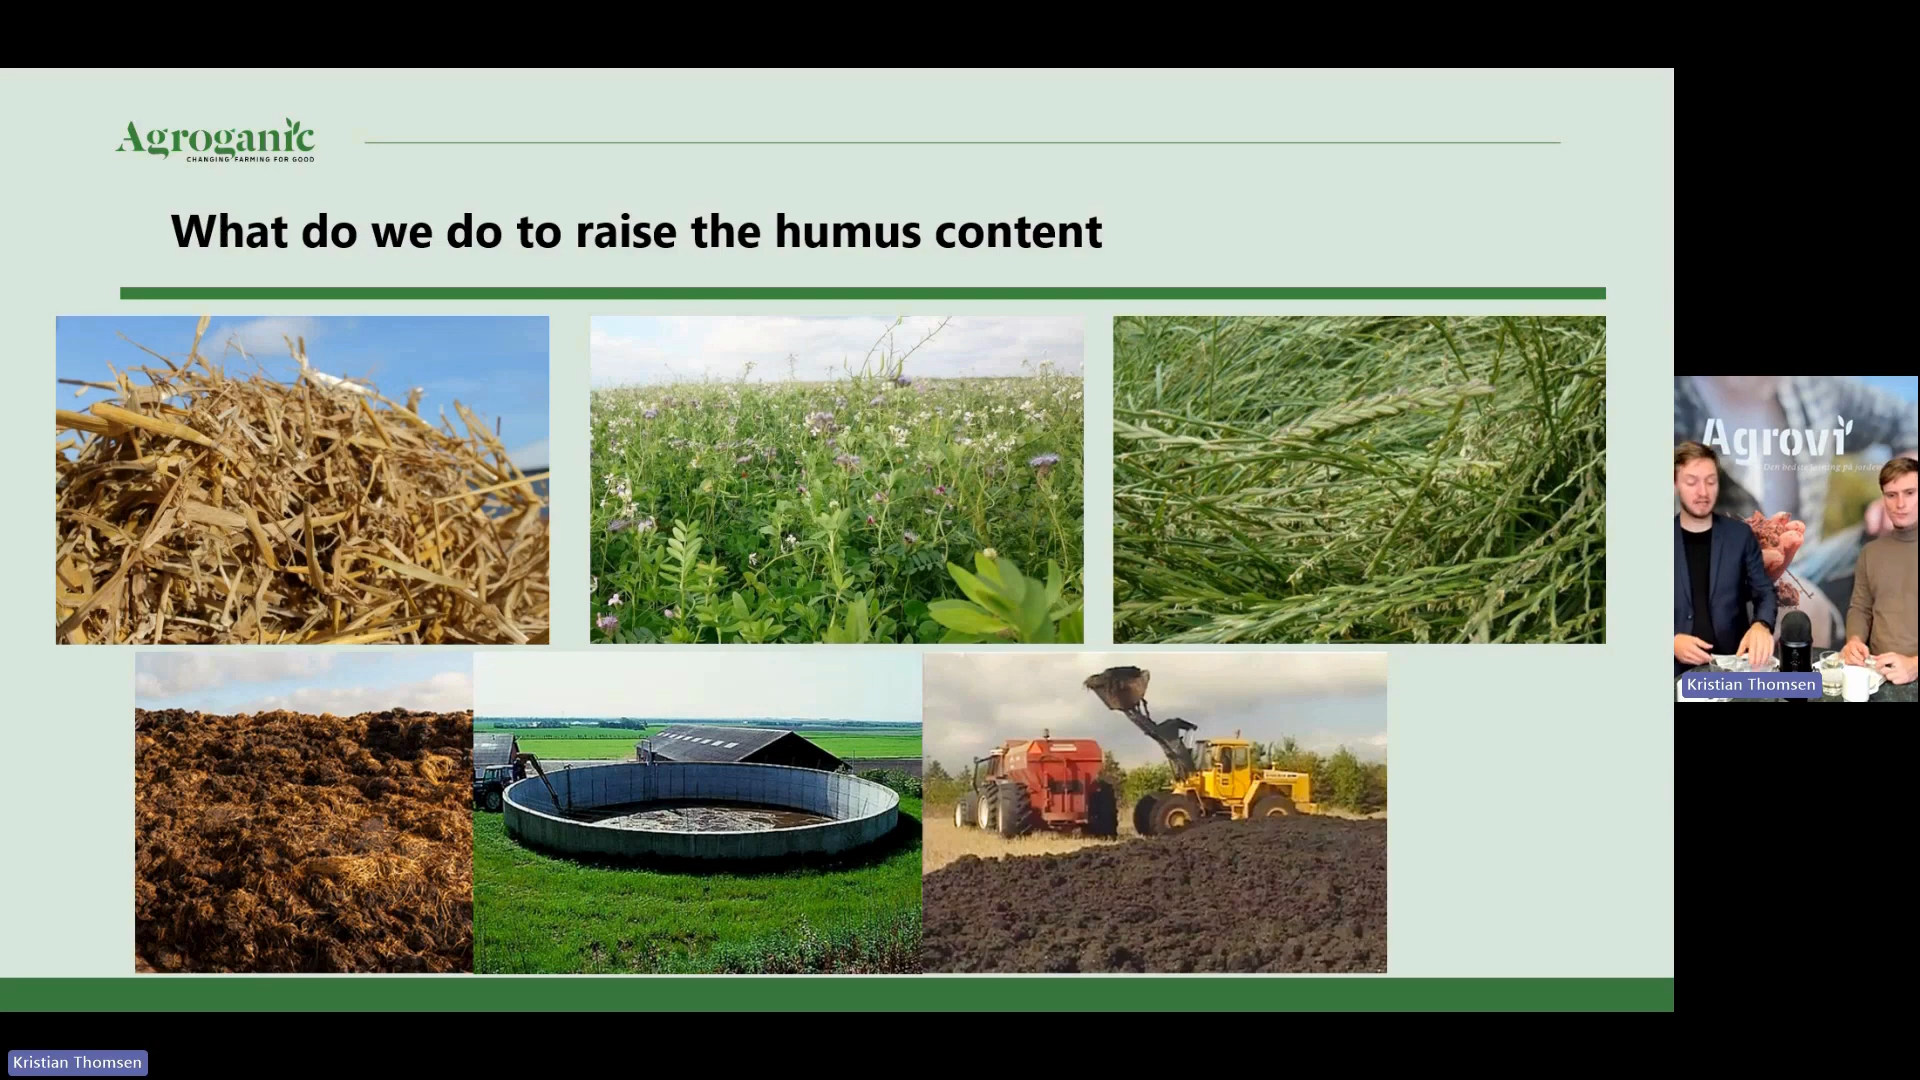 Agroganic
CHANGING FARMING FOR GOOD
What do we do to raise the humus content
Agrovi
Den bedste løsning på jorden
Kristian Thomsen
Kristian Thomsen